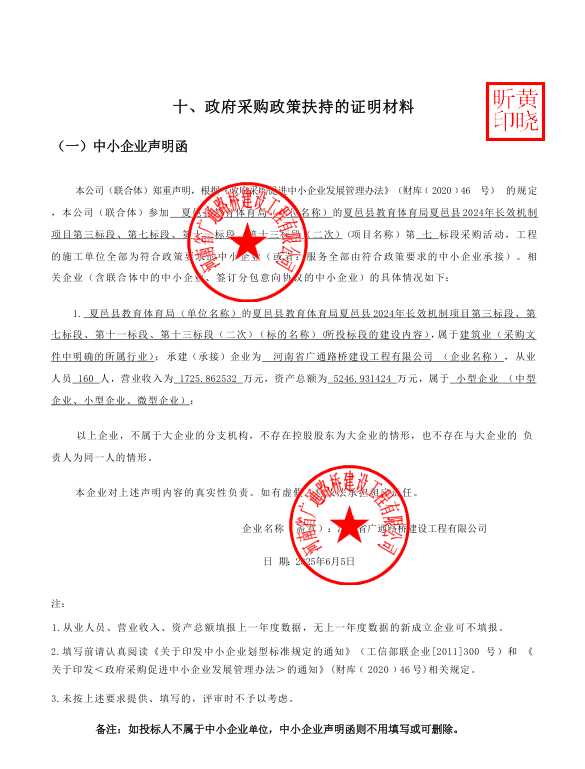 十、政府采购政策扶持的证明材料
黄晓
昕印
（一）中小企业声明函
本公司（联合体）郑重声明，根据《政府采购促进中小企业发展管理办法》（财库﹝2020﹞46 号） 的规定
，本公司（联合体）参加 夏邑县教育体育局（单位名称）的夏邑县教育体育局夏邑县2024年长效机制
项目第三标段、第七标段、第十一标段、第十三标段（二次）（项目名称）第 七 标段采购活动，工程
的施工单位全部为符合政策要求的中小企业（或者：服务全部由符合政策要求的中小企业承接）。相
关企业（含联合体中的中小企业、签订分包意向协议的中小企业）的具体情况如下：
1. 夏邑县教育体育局（单位名称）的夏邑县教育体育局夏邑县2024年长效机制项目第三标段、第
七标段、第十一标段、第十三标段（二次）（标的名称）（所投标段的建设内容），属于建筑业（采购文
件中明确的所属行业）；承建（承接）企业为 河南省广通路桥建设工程有限公司 （企业名称），从业
人员 160 人，营业收入为 1725.862532 万元，资产总额为 5246.931424 万元，属于 小型企业 （中型
企业、小型企业、微型企业）；
以上企业，不属于大企业的分支机构，不存在控股股东为大企业的情形，也不存在与大企业的 负
责人为同一人的情形。
本企业对上述声明内容的真实性负责。如有虚假，将依法承担相应责任。
企业名称（盖章）：河南省广通路桥建设工程有限公司
日 期：2025年6月5日
河南省广通路桥建设工程有限公司
河南省广通路桥建设工程有限公司
注：
1.从业人员、营业收入、资产总额填报上一年度数据，无上一年度数据的新成立企业可不填报。
2.填写前请认真阅读《关于印发中小企业划型标准规定的通知》（工信部联企业[2011]300 号）和 《
关于印发＜政府采购促进中小企业发展管理办法＞的通知》(财库﹝2020﹞46号)相关规定。
3.未按上述要求提供、填写的，评审时不予以考虑。
备注：如投标人不属于中小企业单位，中小企业声明函则不用填写或可删除。